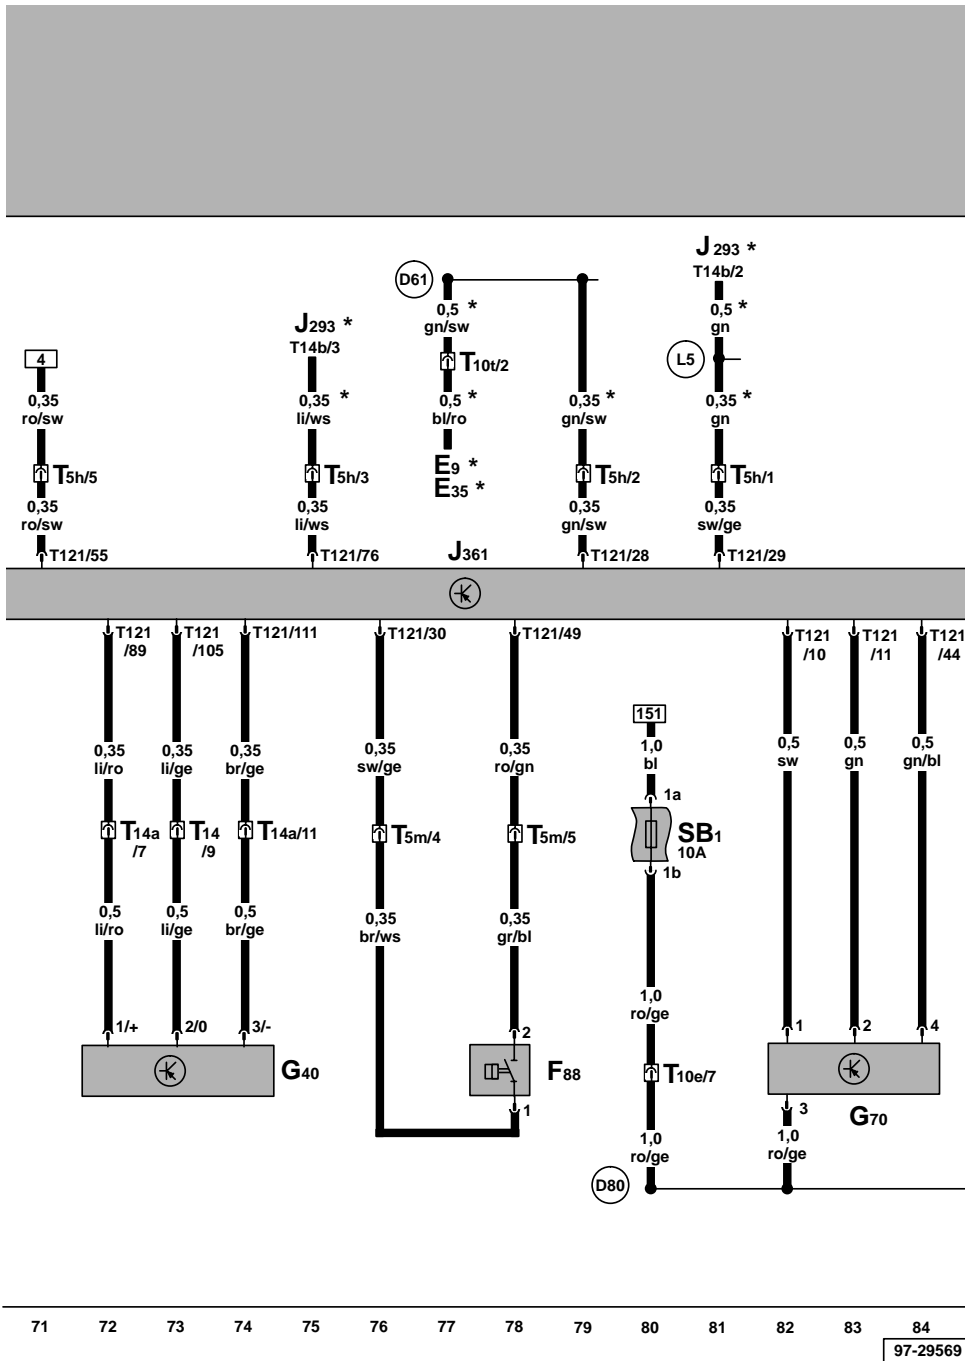 J293 *
T14b/2
D61
0,5 *
gn/sw
0,5 *
gn
J293 *
T14b/3
4
T10t/2
L5
0,35
ro/sw
0,35 *
li/ws
0,5 *
bl/ro
0,35 *
gn/sw
0,35 *
gn
E9 *
E35 *
T5h/5
T5h/3
T5h/2
T5h/1
0,35
ro/sw
0,35
li/ws
0,35
gn/sw
0,35
sw/ge
T121/55
T121/76
J361
T121/28
T121/29
T121
/89
T121
/105
T121/111
T121/30
T121/49
T121
/10
T121
/11
T121
/44
151
0,35
li/ro
0,35
li/ge
0,35
br/ge
0,35
sw/ge
0,35
ro/gn
1,0
bl
0,5
sw
0,5
gn
0,5
gn/bl
1a
T14a
/7
T14
/9
T14a/11
T5m/4
T5m/5
SB1
10A
1b
0,5
li/ro
0,5
li/ge
0,5
br/ge
0,35
br/ws
0,35
gr/bl
1,0
ro/ge
1/+
2/0
3/-
2
1
2
4
G40
F88
T10e/7
1
3
G70
1,0
ro/ge
1,0
ro/ge
D80
71 72 73 74 75 76 77 78 79 80 81 82 83 84
97-29569